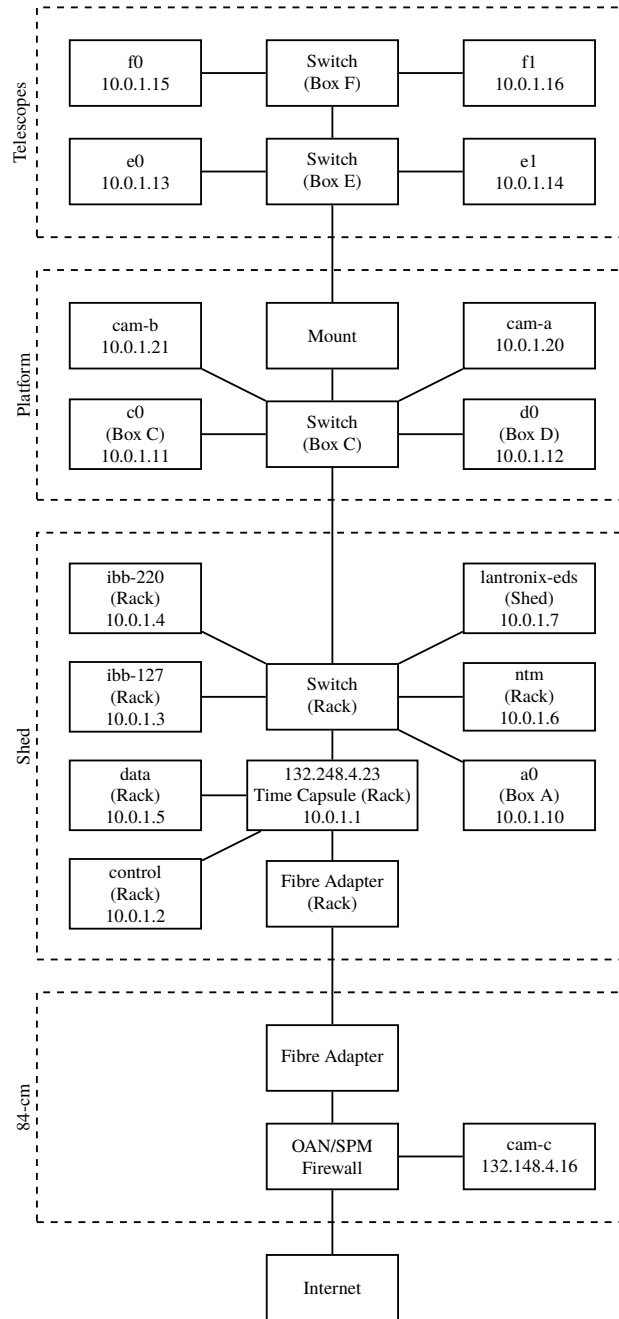 Telescopes
f0
10.0.1.15
Switch
(Box F)
f1
10.0.1.16
e0
10.0.1.13
Switch
(Box E)
e1
10.0.1.14
Platform
cam-b
10.0.1.21
Mount
cam-a
10.0.1.20
c0
(Box C)
10.0.1.11
Switch
(Box C)
d0
(Box D)
10.0.1.12
Shed
ibb-220
(Rack)
10.0.1.4
lantronix-eds
(Shed)
10.0.1.7
ibb-127
(Rack)
10.0.1.3
Switch
(Rack)
ntm
(Rack)
10.0.1.6
data
(Rack)
10.0.1.5
132.248.4.23
Time Capsule (Rack)
10.0.1.1
a0
(Box A)
10.0.1.10
control
(Rack)
10.0.1.2
Fibre Adapter
(Rack)
84-cm
Fibre Adapter
OAN/SPM
Firewall
cam-c
132.148.4.16
Internet